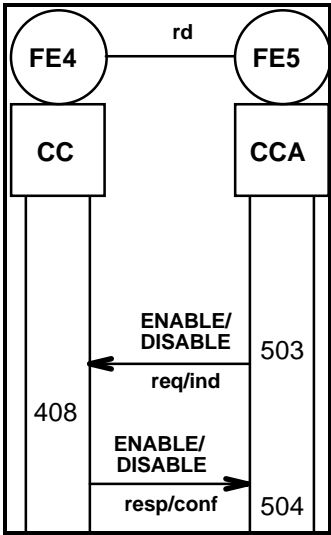 rd
FE4
FE5
CC
CCA
ENABLE/
DISABLE
503
req/ind
408
ENABLE/
DISABLE
resp/conf
504